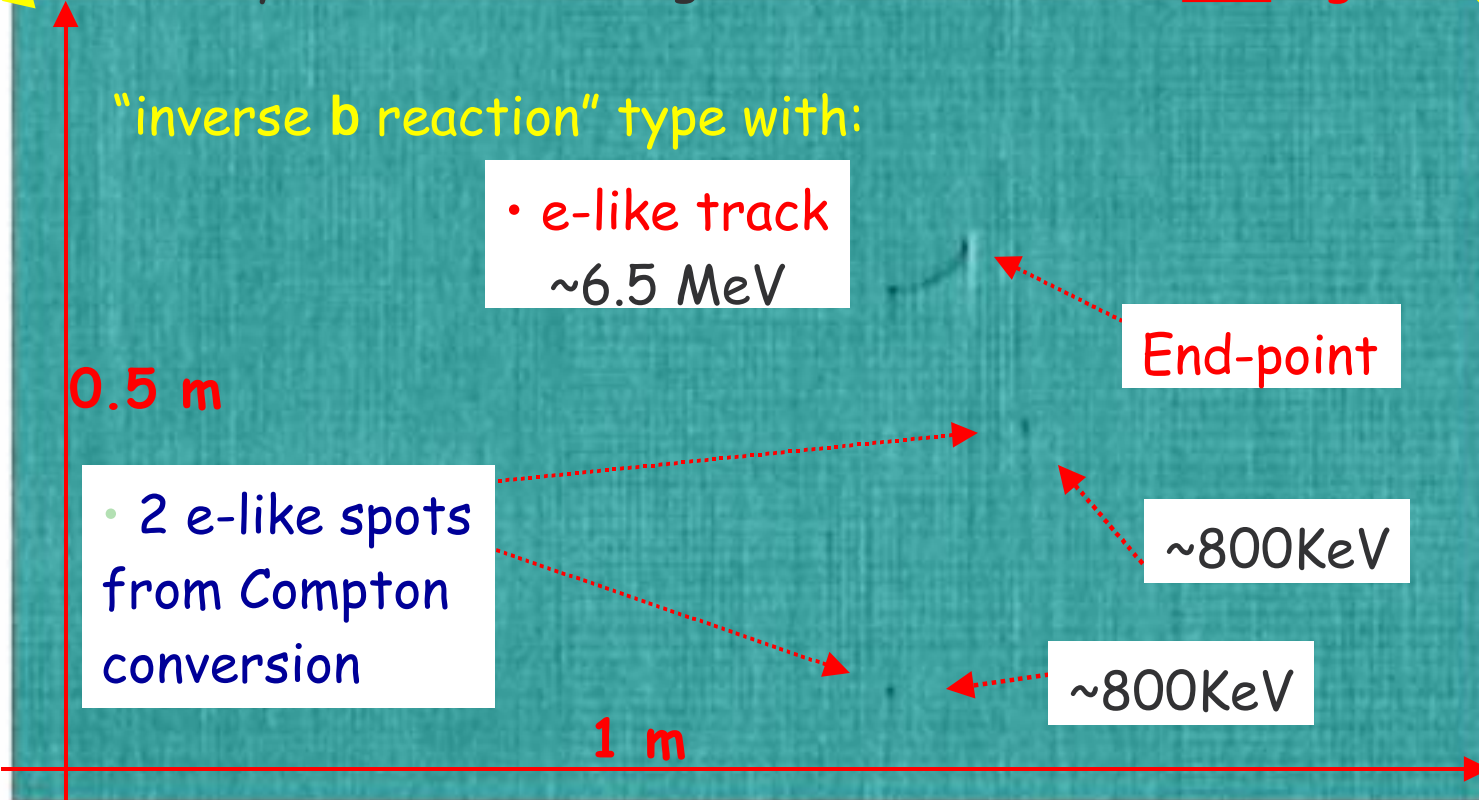 “inverse b reaction” type with:
• e-like track
~6.5 MeV
End-point
0.5 m
• 2 e-like spots
from Compton
conversion
~800KeV
~800KeV
1 m